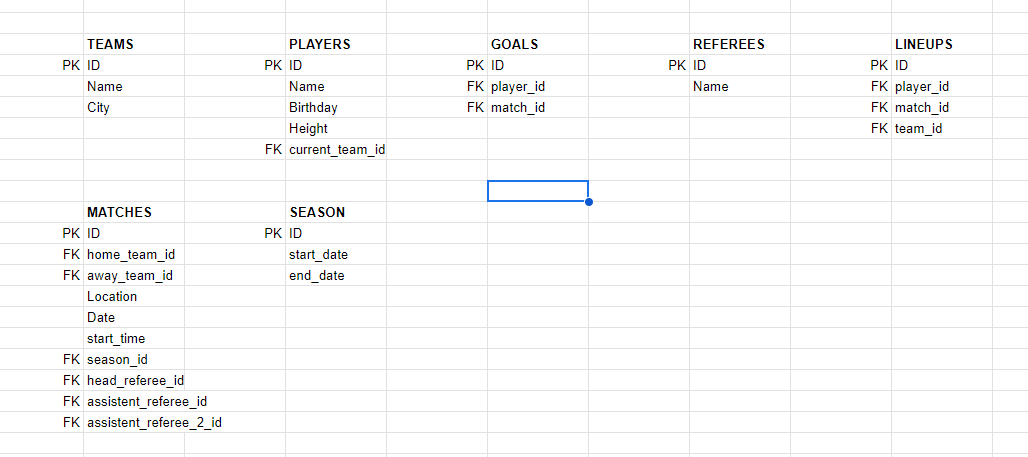 TEAMS PLAYERS GOALS REFEREES LINEUPS
PK ID PK ID PK ID PK ID PK ID
Name Name FK player_id Name FK player_id
City Birthday FK match_id FK match_id
Height FK team_id
FK current_team_id
MATCHES SEASON
PK ID PK ID
FK home_team_id start_date
FK away_team_id end_date
Location
Date
start_time
FK season_id
FK head_referee_id
FK assistent_referee_id
FK assistent_referee_2_id